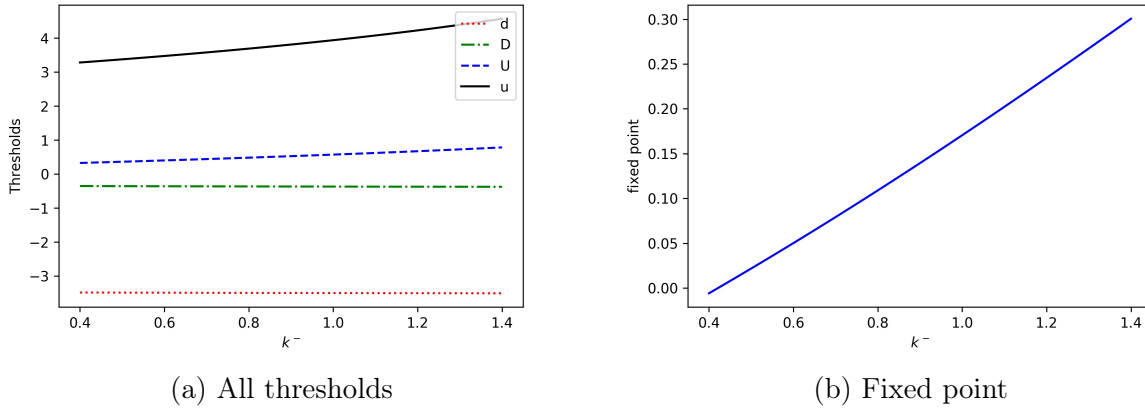 4
3
2
1
0
−1
−2
−3
Thresholds
d
D
U
u
0.4 0.6 0.8 1.0 1.2 1.4
k⁻
(a) All thresholds
0.30
0.25
0.20
0.15
0.10
0.05
0.00
fixed point
0.4 0.6 0.8 1.0 1.2 1.4
k⁻
(b) Fixed point